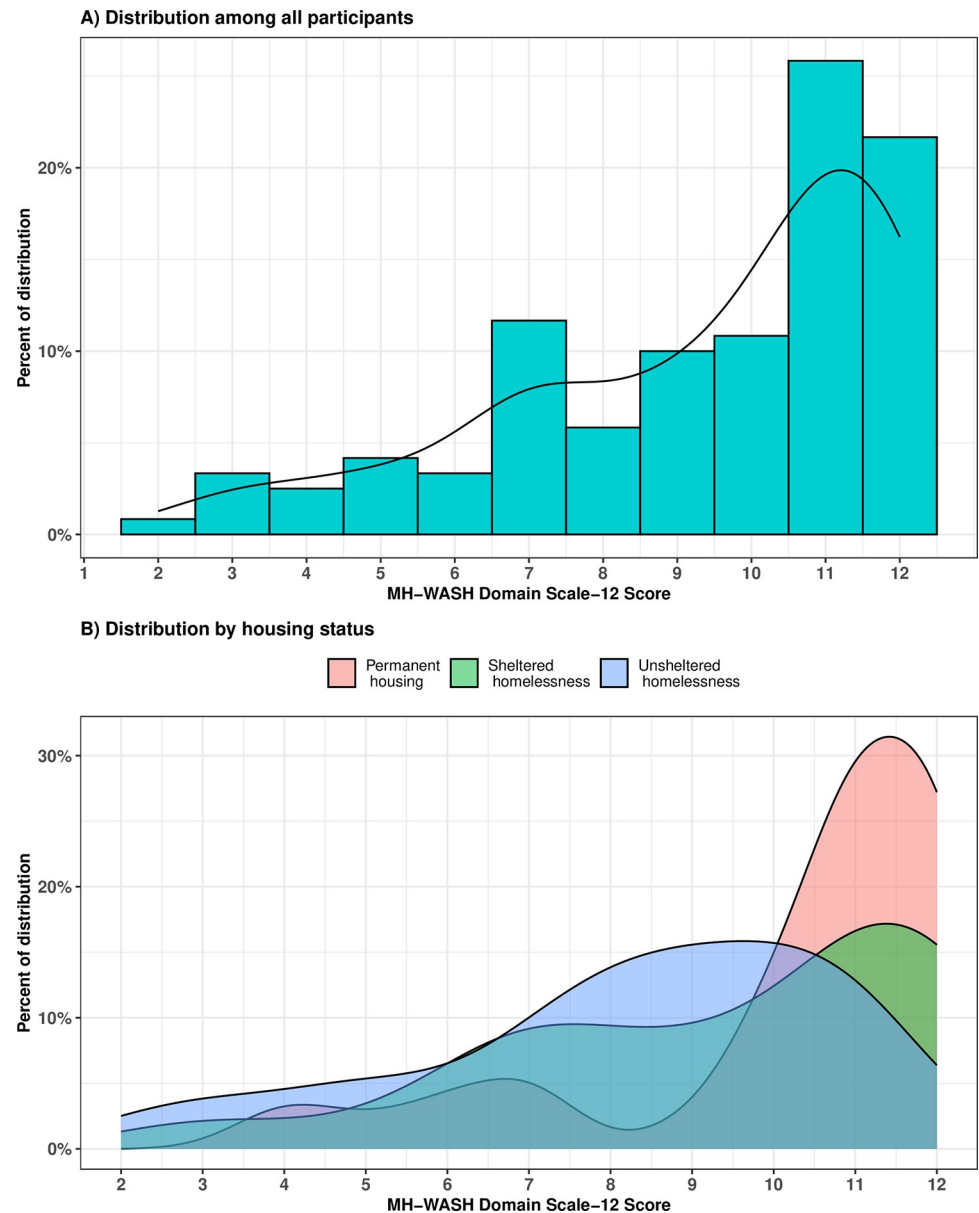 A) Distribution among all participants
Percent of distribution
20%
10%
0%
1 2 3 4 5 6 7 8 9 10 11 12
MH−WASH Domain Scale−12 Score
B) Distribution by housing status
Permanent housing
Sheltered homelessness
Unsheltered homelessness
Percent of distribution
30%
20%
10%
0%
2 3 4 5 6 7 8 9 10 11 12
MH−WASH Domain Scale−12 Score